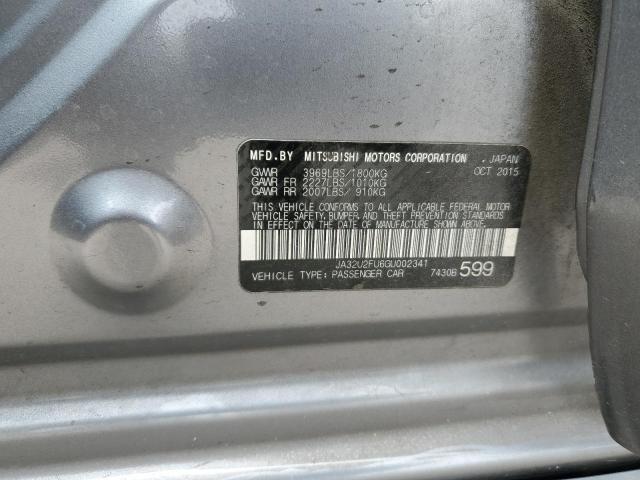 MFD.BY MITSUBISHI MOTORS CORPORATION , JAPAN
GVWR 3969LBS/1800KG OCT 2015
GAWR FR 2227LBS/1010KG
GAWR RR 2007LBS/ 910KG
THIS VEHICLE CONFORMS TO ALL APPLICABLE FEDERAL MOTOR
VEHICLE SAFETY,BUMPER,AND THEFT PREVENTION STANDARDS
IN EFFECT ON THE DATE OF MANUFACTURE SHOWN ABOVE.
JA32U2FU6GU002341
VEHICLE TYPE: PASSENGER CAR 7430B 599